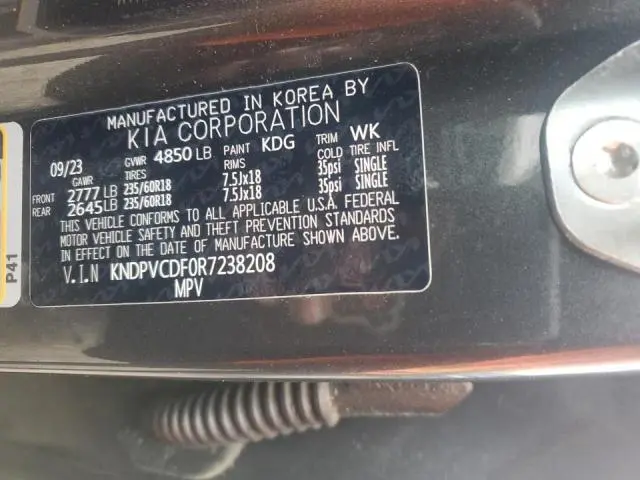 MANUFACTURED IN KOREA BY
KIA CORPORATION
09/23 GVWR 4850 LB PAINT KDG TRIM WK
GAWR TIRES RIMS COLD TIRE INFL
FRONT 2777 LB 235/60R18 7.5Jx18 35psi SINGLE
REAR 2645 LB 235/60R18 7.5Jx18 35psi SINGLE
THIS VEHICLE CONFORMS TO ALL APPLICABLE U.S.A. FEDERAL
MOTOR VEHICLE SAFETY AND THEFT PREVENTION STANDARDS
IN EFFECT ON THE DATE OF MANUFACTURE SHOWN ABOVE.
V.I.N KNDPVCDF0R7238208
MPV
P41